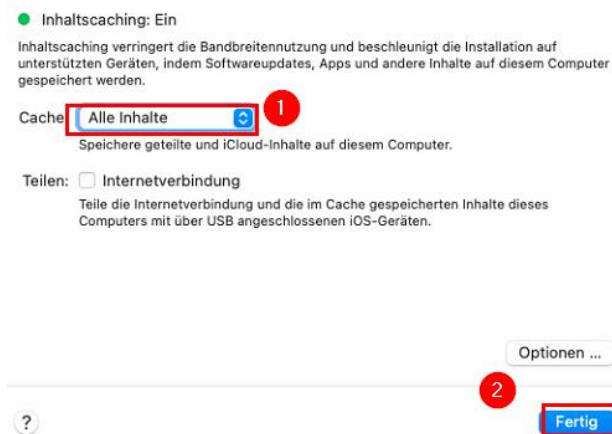 Inhaltscaching: Ein
Inhaltscaching verringert die Bandbreitennutzung und beschleunigt die Installation auf
unterstützten Geräten, indem Softwareupdates, Apps und andere Inhalte auf diesem Computer
gespeichert werden.
Cache Alle Inhalte 1
Speichere geteilte und iCloud-Inhalte auf diesem Computer.
Teilen: Internetverbindung
Teile die Internetverbindung und die im Cache gespeicherten Inhalte dieses
Computers mit über USB angeschlossenen iOS-Geräten.
Optionen ...
2
? Fertig